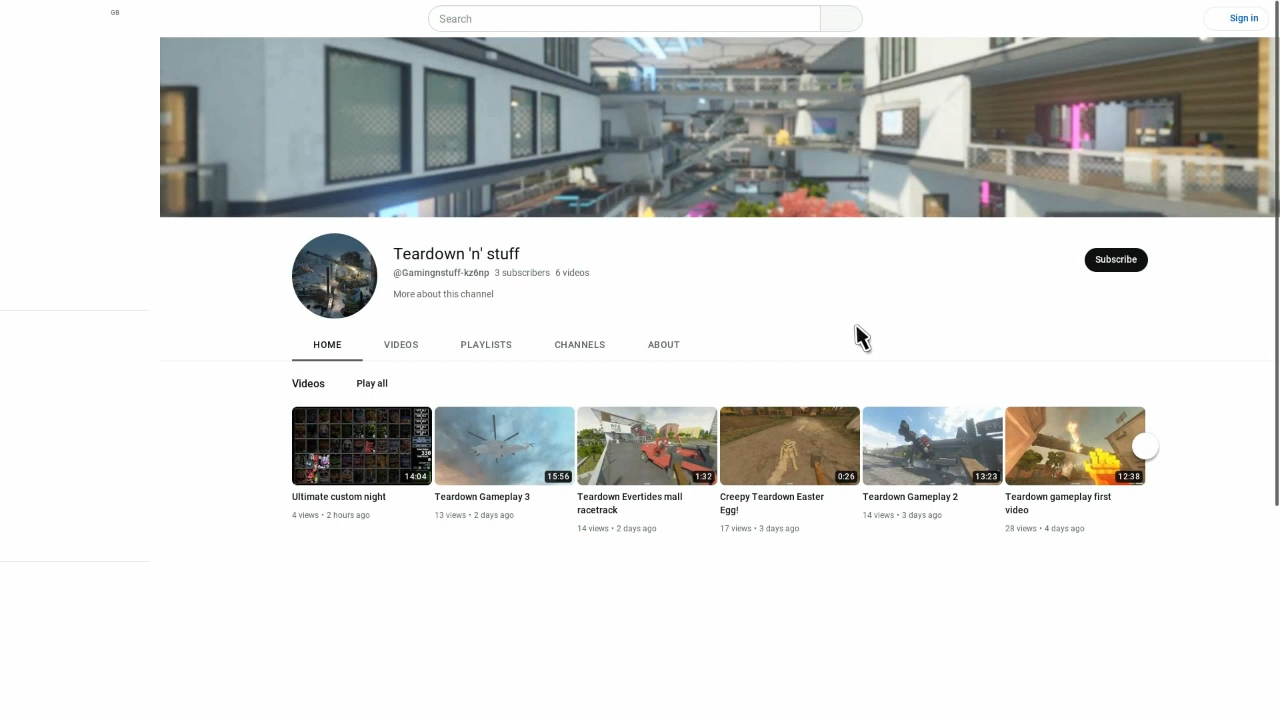 GB
Search
Sign in
Teardown 'n' stuff
@Gamingnstuff-kz6np 3 subscribers 6 videos
More about this channel
Subscribe
HOME VIDEOS PLAYLISTS CHANNELS ABOUT
Videos Play all
14:04 15:56 1:32 0:26 13:23 12:38
Ultimate custom night
4 views • 2 hours ago
Teardown Gameplay 3
13 views • 2 days ago
Teardown Evertides mall
racetrack
14 views • 2 days ago
Creepy Teardown Easter
Egg!
17 views • 3 days ago
Teardown Gameplay 2
14 views • 3 days ago
Teardown gameplay first
video
28 views • 4 days ago